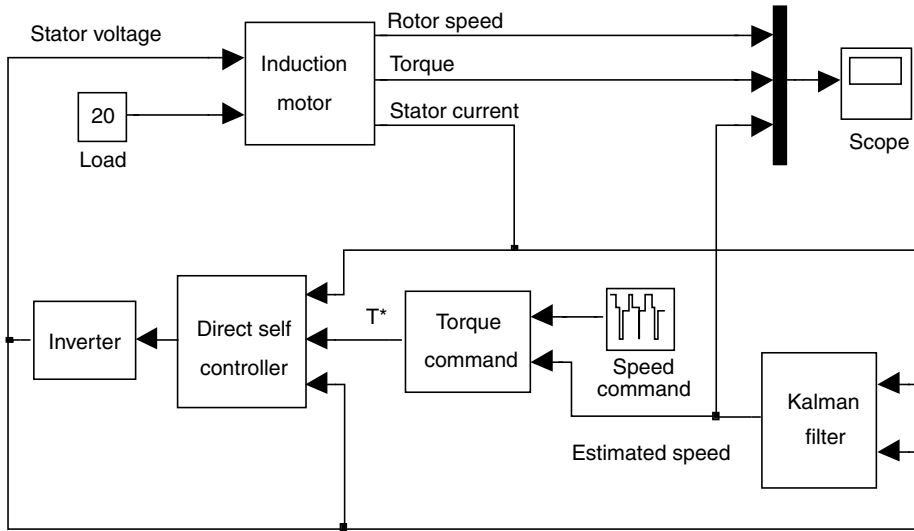 Rotor speed
Stator voltage
Induction
motor
Torque
20
Load
Stator current
Scope
Inverter
Direct self
controller
T*
Torque
command
Speed
command
Kalman
filter
Estimated speed